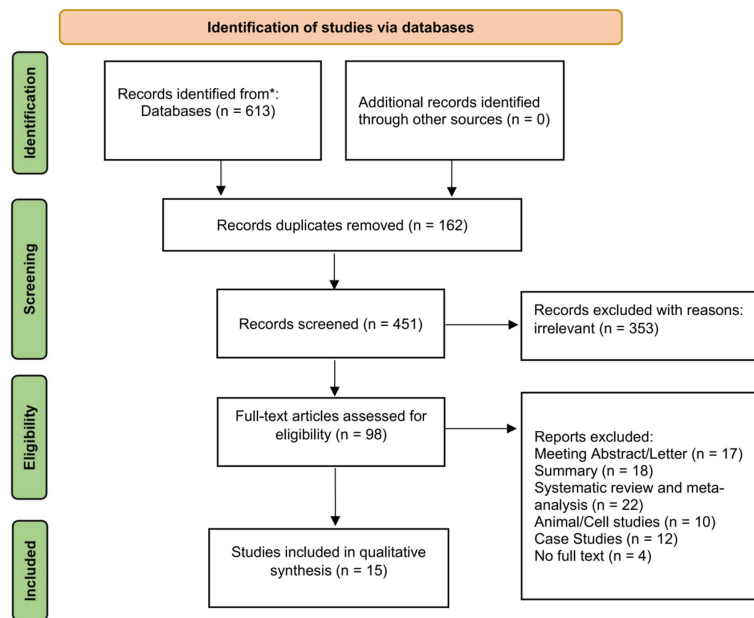 Identification of studies via databases
Identification
Records identified from*:
Databases (n = 613)
Additional records identified
through other sources (n = 0)
Records duplicates removed (n = 162)
Screening
Records screened (n = 451)
Records excluded with reasons:
irrelevant (n = 353)
Eligibility
Full-text articles assessed for
eligibility (n = 98)
Reports excluded:
Meeting Abstract/Letter (n = 17)
Summary (n = 18)
Systematic review and meta-
analysis (n = 22)
Animal/Cell studies (n = 10)
Case Studies (n = 12)
No full text (n = 4)
Included
Studies included in qualitative
synthesis (n = 15)